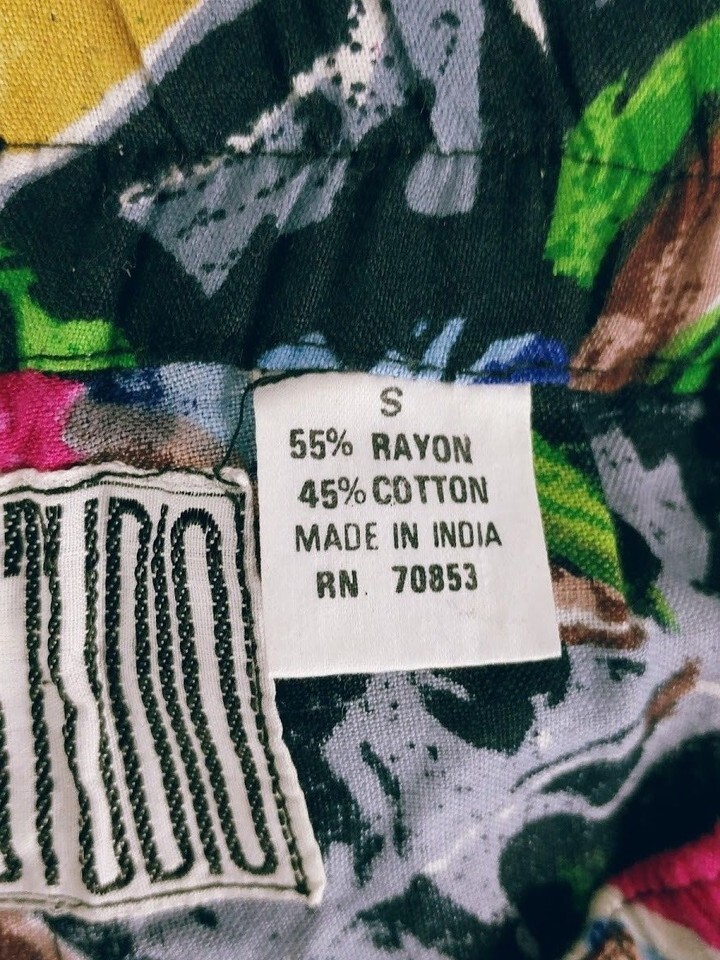 S
55% RAYON
45% COTTON
MADE IN INDIA
RN. 70853